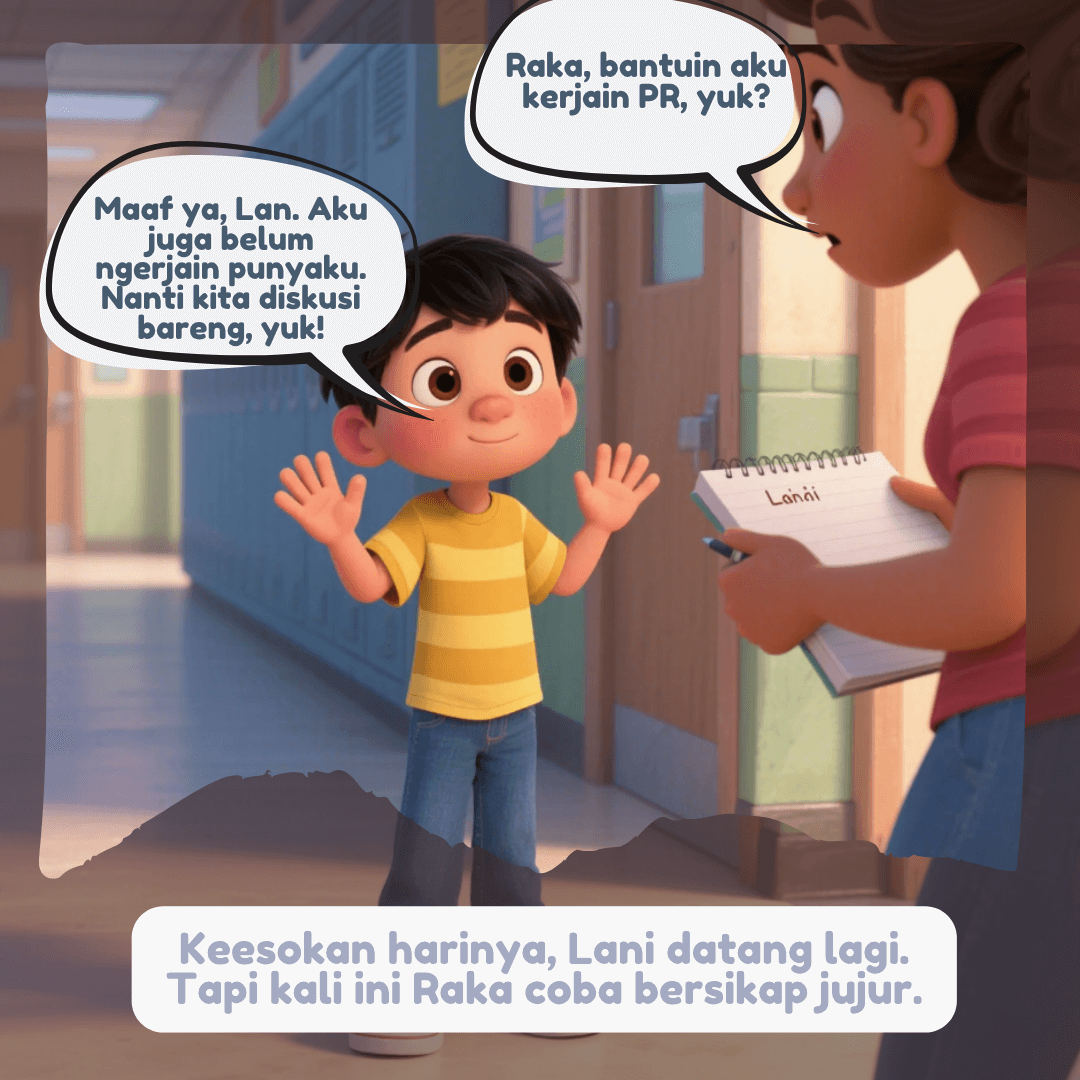 Raka, bantuin aku
kerjain PR, yuk?
Maaf ya, Lan. Aku
juga belum
ngerjain punyaku.
Nanti kita diskusi
bareng, yuk!
Keesokan harinya, Lani datang lagi.
Tapi kali ini Raka coba bersikap jujur.